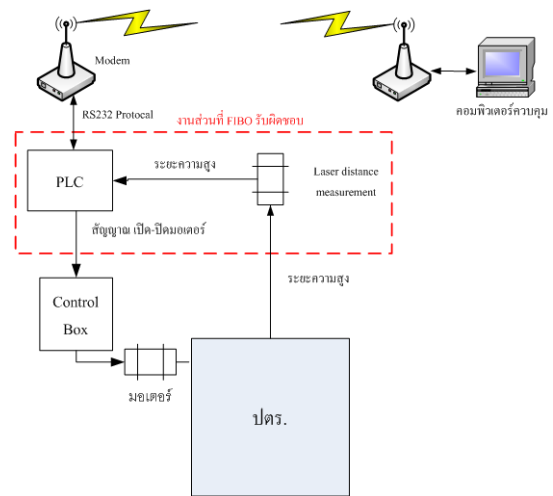 Modem
RS232 Protocal
คอมพิวเตอร์ควบคุม
งานส่วนที่ FIBO รับผิดชอบ
ระยะความสูง
PLC
Laser distance
measurement
สัญญาณ เปิด-ปิดมอเตอร์
ระยะความสูง
Control
Box
มอเตอร์
ปตร.